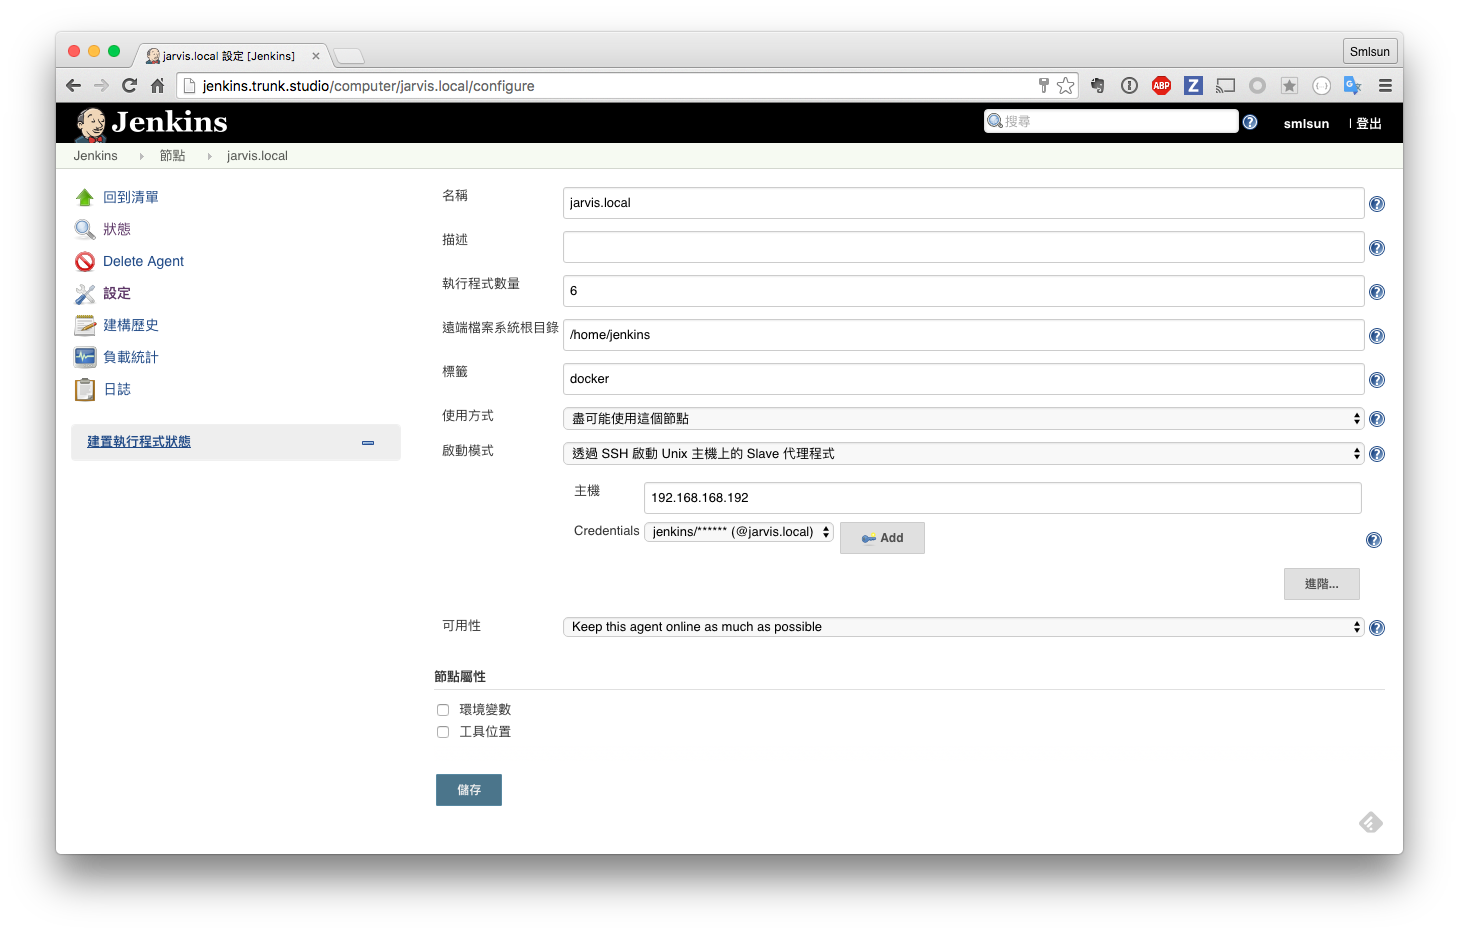 jarvis.local 設定 [Jenkins]
Smlsun
jenkins.trunk.studio/computer/jarvis.local/configure
ABP
Z
Jenkins
搜尋
smlsun
登出
Jenkins
節點
jarvis.local
回到清單
狀態
Delete Agent
設定
建構歷史
負載統計
日誌
建置執行程式狀態
名稱
jarvis.local
描述
執行程式數量
6
遠端檔案系統根目錄
/home/jenkins
標籤
docker
使用方式
盡可能使用這個節點
啟動模式
透過 SSH 啟動 Unix 主機上的 Slave 代理程式
主機
192.168.168.192
Credentials
jenkins/****** (@jarvis.local)
Add
進階...
可用性
Keep this agent online as much as possible
節點屬性
環境變數
工具位置
儲存